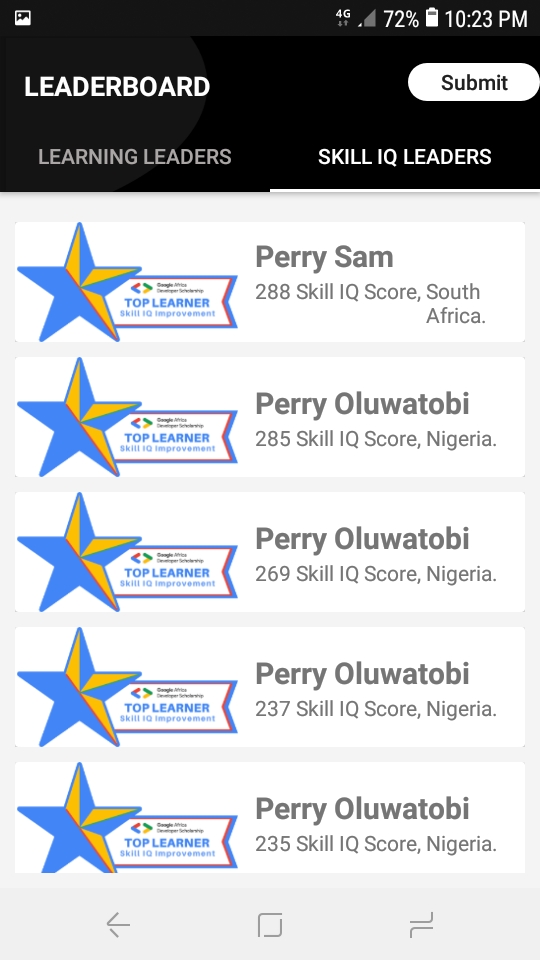 4G 72% 10:23 PM
LEADERBOARD
Submit
LEARNING LEADERS
SKILL IQ LEADERS
Google Africa
Developer Scholarship
TOP LEARNER
Skill IQ Improvement
Perry Sam
288 Skill IQ Score, South
Africa.
Google Africa
Developer Scholarship
TOP LEARNER
Skill IQ Improvement
Perry Oluwatobi
285 Skill IQ Score, Nigeria.
Google Africa
Developer Scholarship
TOP LEARNER
Skill IQ Improvement
Perry Oluwatobi
269 Skill IQ Score, Nigeria.
Google Africa
Developer Scholarship
TOP LEARNER
Skill IQ Improvement
Perry Oluwatobi
237 Skill IQ Score, Nigeria.
Google Africa
Developer Scholarship
TOP LEARNER
Skill IQ Improvement
Perry Oluwatobi
235 Skill IQ Score, Nigeria.